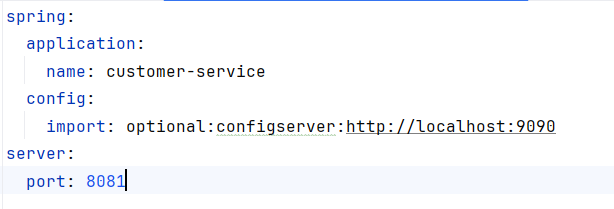 spring:
  application:
    name: customer-service
  config:
    import: optional:configserver:http://localhost:9090
server:
  port: 8081